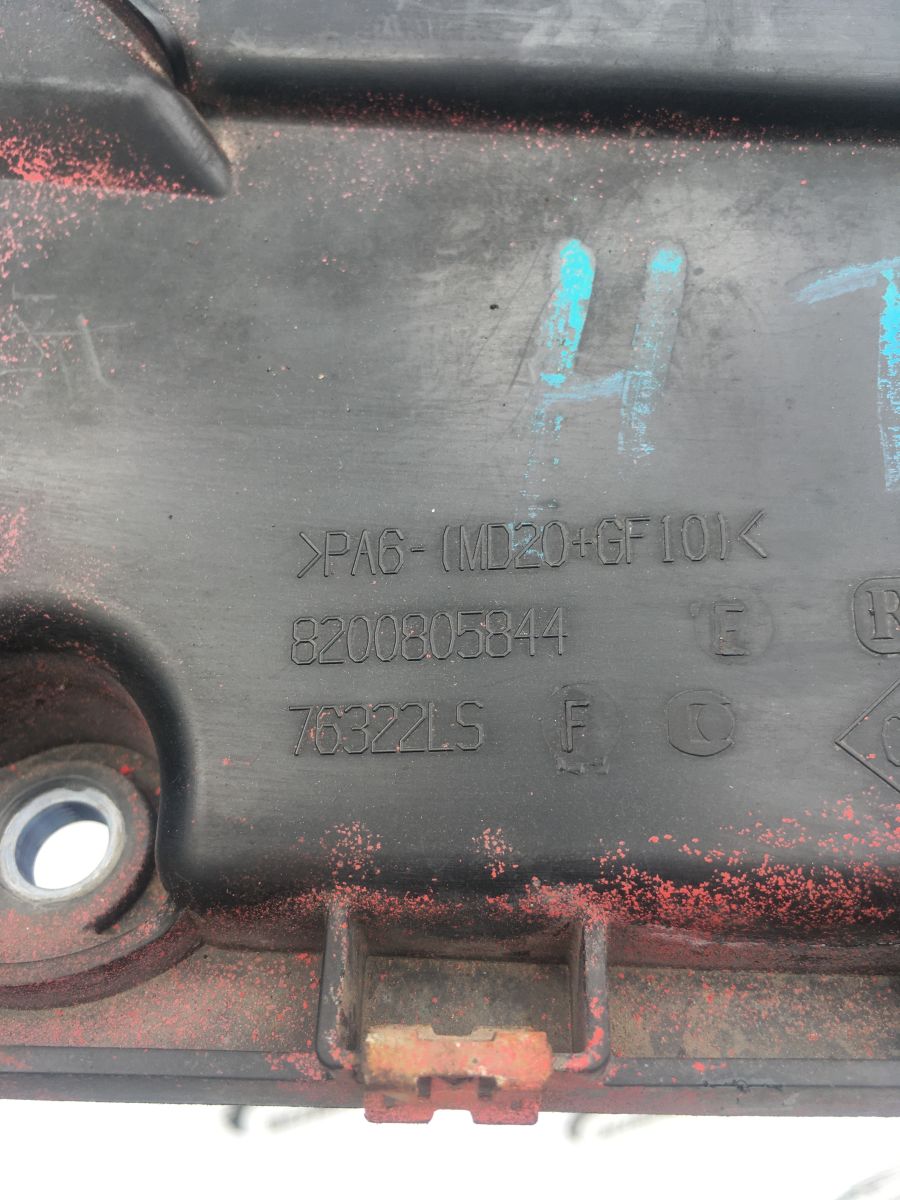 H
>PA6-(MD20+GF10)<
8200805844 E R
76322LS F